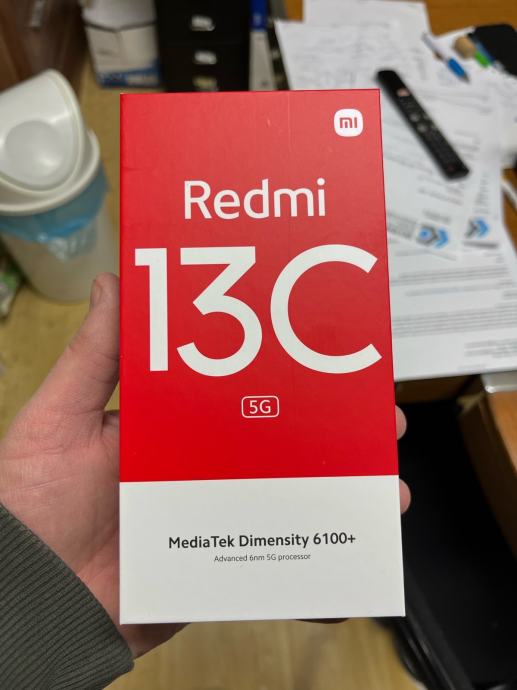 mi
Redmi
13C
5G
MediaTek Dimensity 6100+
Advanced 6nm 5G processor